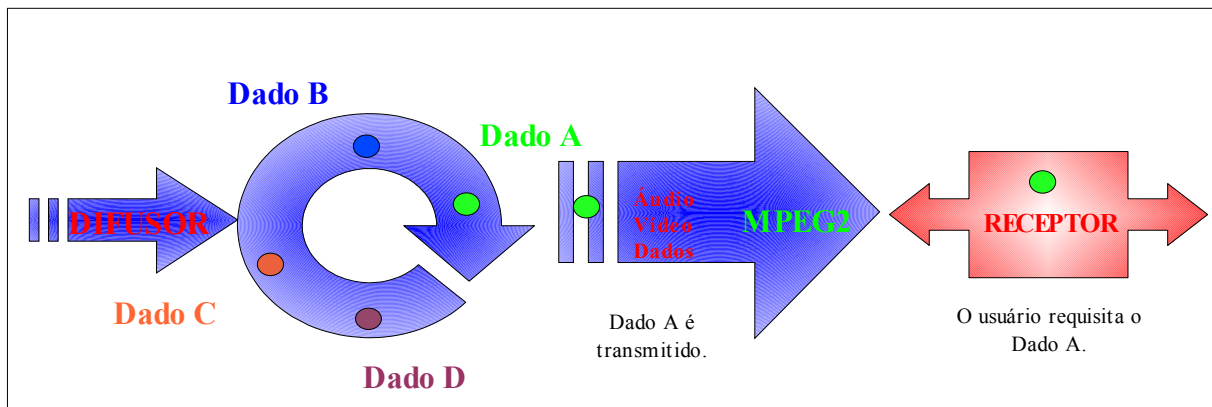 Dado B
Dado A
DIFUSOR
Áudio
Vídeo
Dados
MPEG2
RECEPTOR
Dado C
Dado D
Dado A é
transmitido.
O usuário requisita o
Dado A.